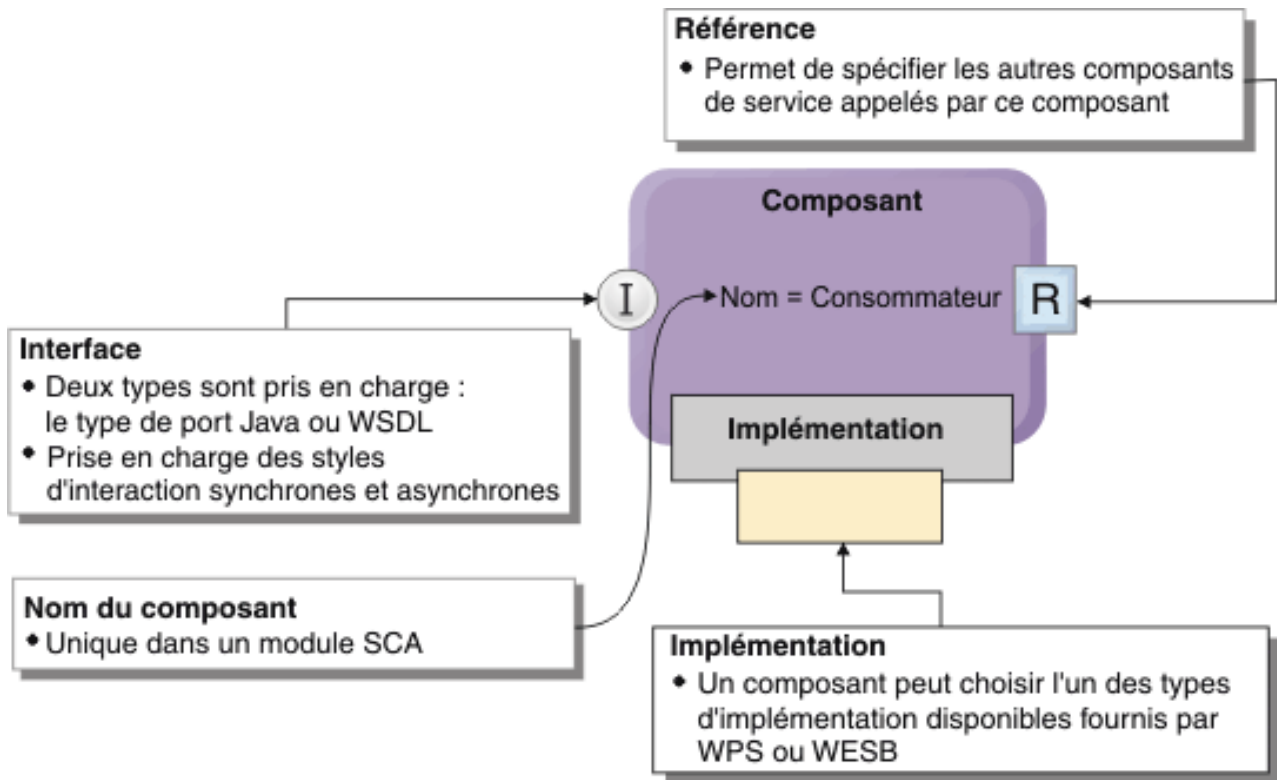 Référence
• Permet de spécifier les autres composants
de service appelés par ce composant
Composant
I
Nom = Consommateur
R
Interface
• Deux types sont pris en charge :
le type de port Java ou WSDL
• Prise en charge des styles
d'interaction synchrones et asynchrones
Implémentation
Nom du composant
• Unique dans un module SCA
Implémentation
• Un composant peut choisir l'un des types
d'implémentation disponibles fournis par
WPS ou WESB